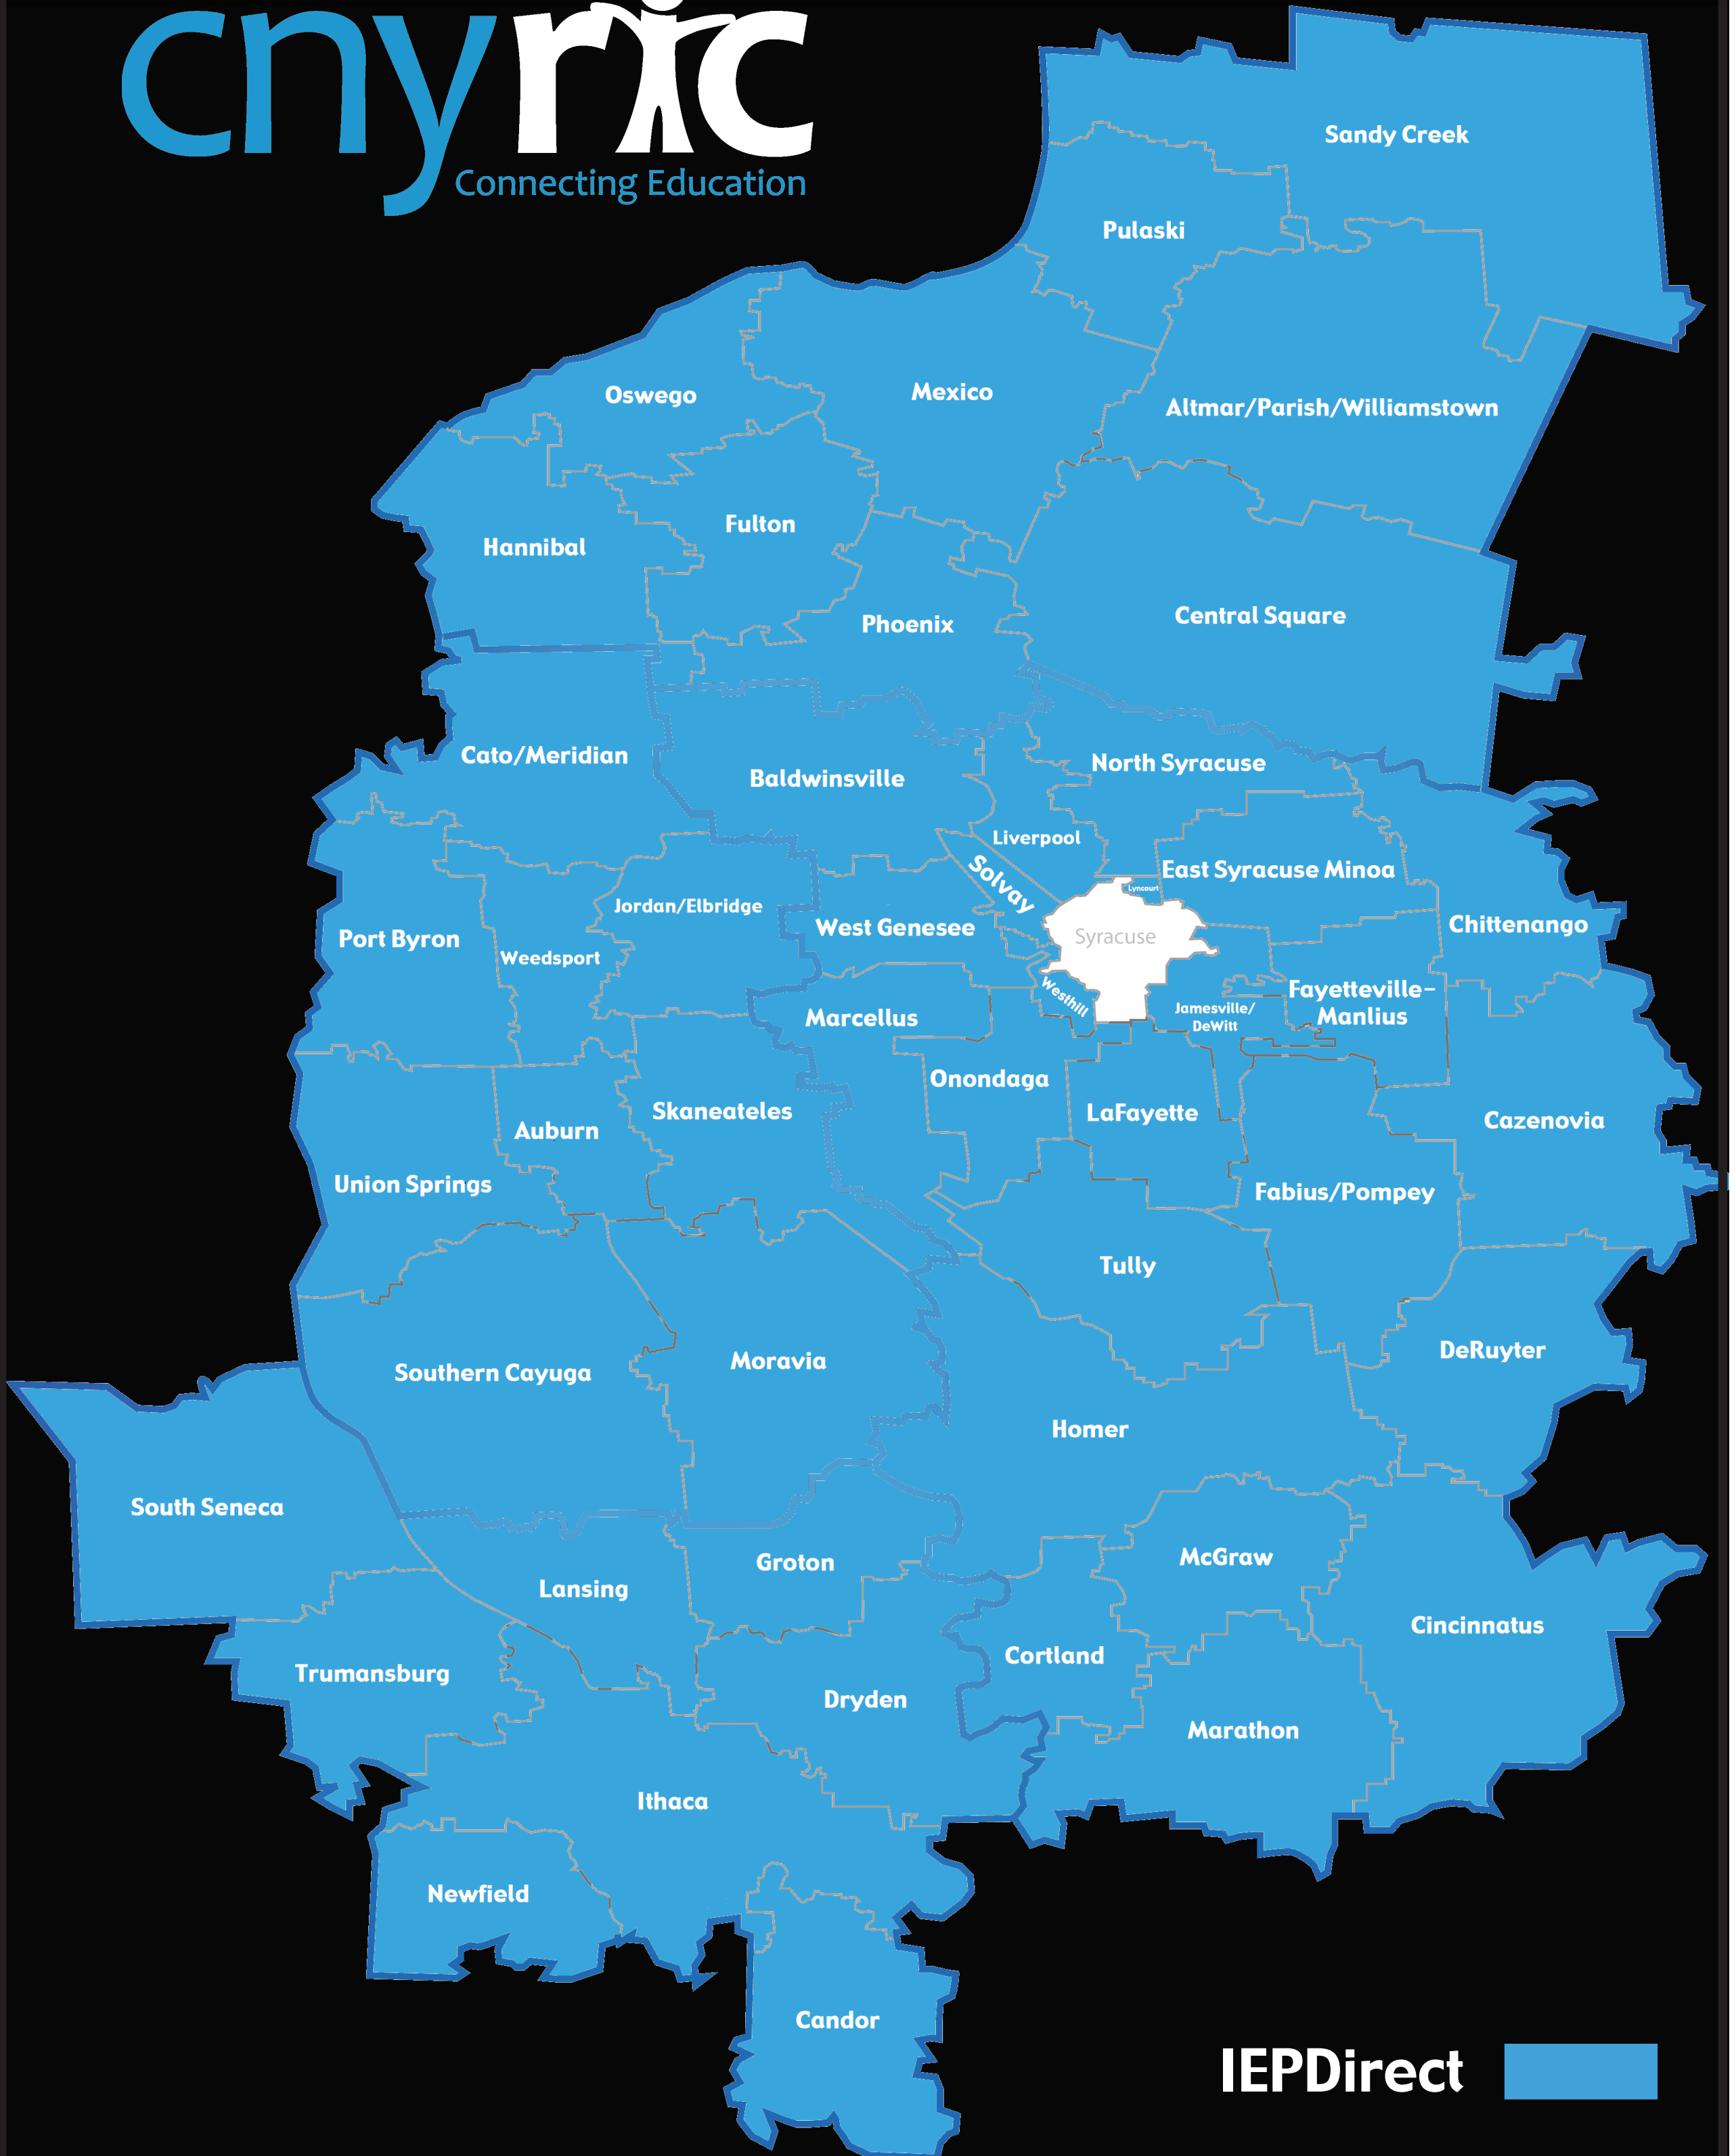 cnyric
Connecting Education
Sandy Creek
Pulaski
Mexico
Oswego
Altmar/Parish/Williamstown
Fulton
Hannibal
Central Square
Phoenix
Cato/Meridian
North Syracuse
Baldwinsville
Liverpool
East Syracuse Minoa
Solvay
Lyncourt
Jordan/Elbridge
Chittenango
West Genesee
Syracuse
Port Byron
Weedsport
Fayetteville-
Manlius
Westhill
Jamesville/
DeWitt
Marcellus
Onondaga
Skaneateles
LaFayette
Cazenovia
Auburn
Union Springs
Fabius/Pompey
Tully
DeRuyter
Moravia
Southern Cayuga
Homer
South Seneca
McGraw
Groton
Lansing
Cincinnatus
Cortland
Trumansburg
Dryden
Marathon
Ithaca
Newfield
Candor
IEPDirect